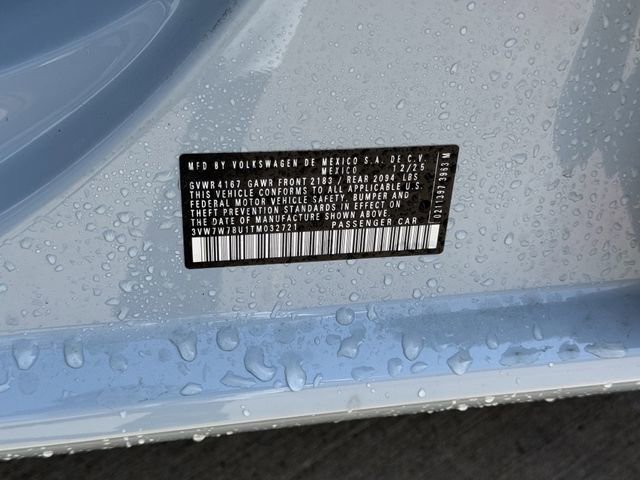 MFD BY VOLKSWAGEN DE MEXICO S.A. DE C.V.
MEXICO 12/25
GVWR 4167 GAWR FRONT 2183 / REAR 2094 LBS
THIS VEHICLE CONFORMS TO ALL APPLICABLE U.S.
FEDERAL MOTOR VEHICLE SAFETY, BUMPER AND
THEFT PREVENTION STANDARDS IN EFFECT ON
THE DATE OF MANUFACTURE SHOWN ABOVE.
3VW7W7BU1TM032721 PASSENGER CAR
0211397 3963 M